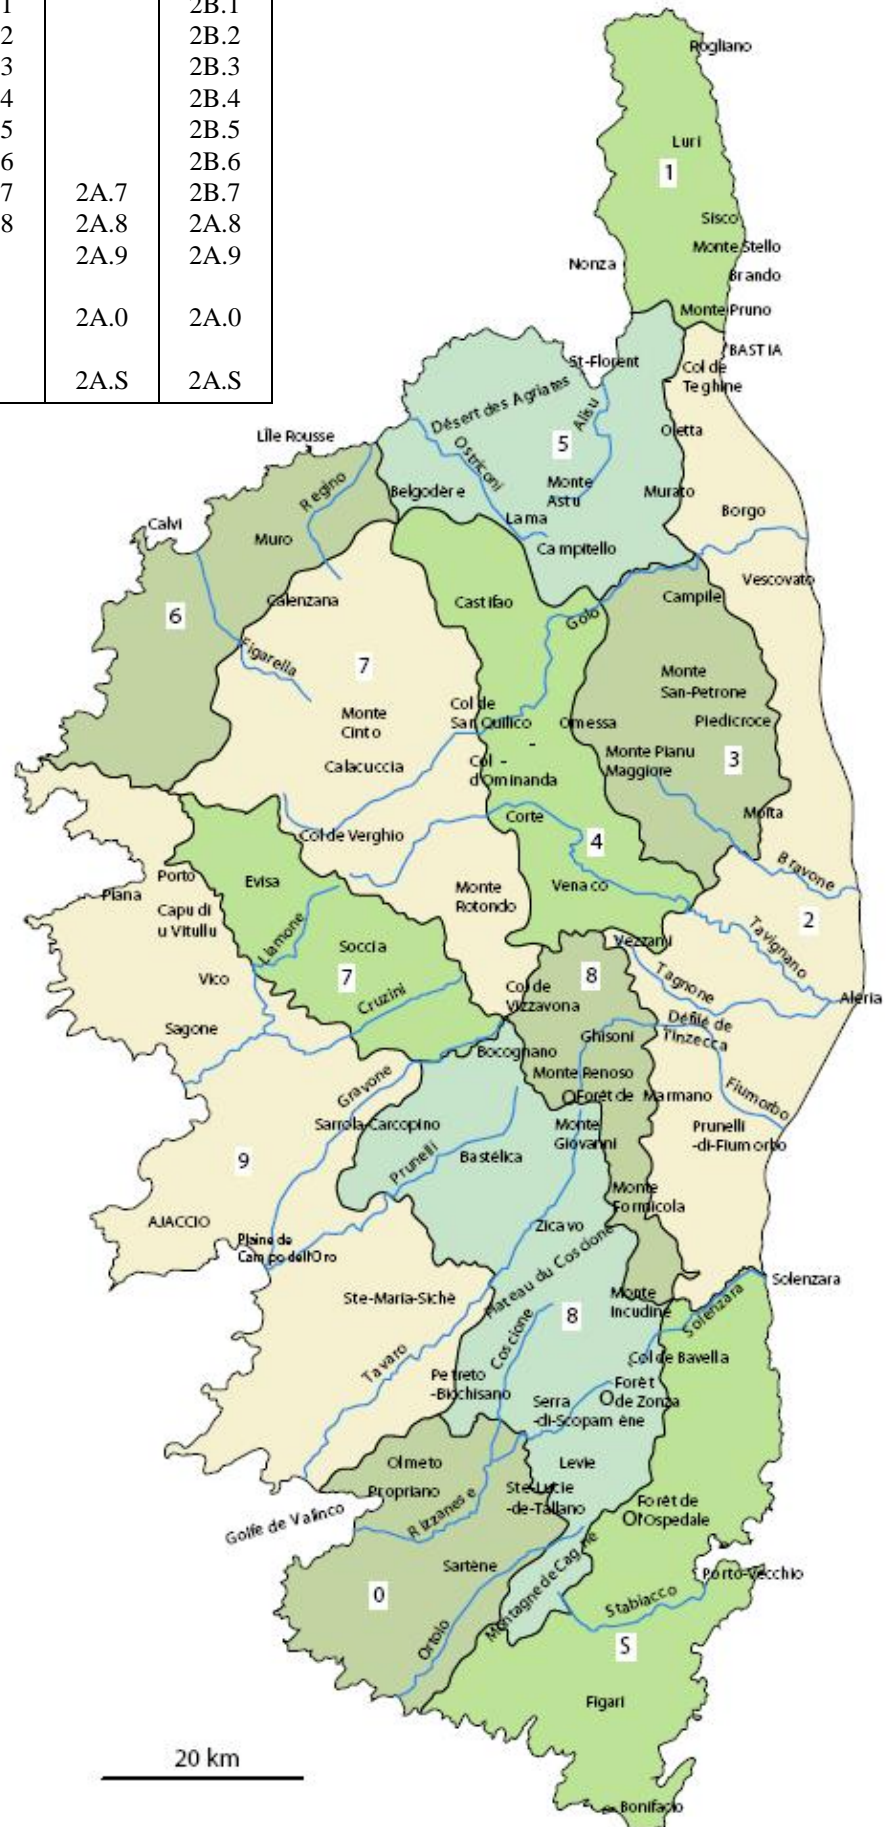 1 2B.1
2 2B.2
3 2B.3
4 2B.4
5 2B.5
6 2B.6
7 2A.7 2B.7
8 2A.8 2A.8
2A.9 2A.9
2A.0 2A.0
2A.S 2A.S
Rogliano
Luri
1
Sisco
Monte Stello
Nonza
Brando
Monte Pruno
BASTIA
St-Florent
Col de
Teghine
Désert des Agriates
Alisu
L'Île Rousse
Oletta
5
Ostriconi
Regino
Belgodère
Monte
Astu
Murato
Lama
Borgo
Calvi
Muro
Campitello
Vescovato
Calenzana
Castifao
Campile
6
Golo
Figarella
7
Monte
San-Petrone
Monte
Cinto
Col de
San Quilico
Omessa
Piedicroce
Calacuccia
Col
d'Ominanda
Monte Pianu
Maggiore
3
Corte
Moïta
Col de Verghio
4
Porto
Evisa
Venaco
Bravone
Piana
Monte
Rotondo
Capu di
u Vitullu
2
Liamone
Soccia
Vezzani
Tavignano
Vico
7
8
Tagnone
Cruzini
Col de
Vizzavona
Aléria
Sagone
Ghisoni
Défilé de
l'Inzecca
Bocognano
Gravone
Monte Renoso
Forêt de Marmano
Fiumorbo
Sarrola-Carcopino
Monte
Giovanni
Prunelli
-di-Fiumorbo
9
Prunelli
Bastélica
Monte
Formicola
AJACCIO
Zicavo
Plaine de
Campo dell'Oro
Plateau du Coscione
Solenzara
Ste-Maria-Sichè
Monte
Incudine
Solenzara
8
Coscione
Col de Bavella
Tavaro
Petreto
-Bicchisano
Forêt
de Zonza
Serra
-di-Scopamène
Olmeto
Levie
Propriano
Ste-Lucie
-de-Tallano
Rizzanese
Forêt de
l'Ospedale
Golfe de Valinco
Sartène
Montagne de Cagne
Porto-Vecchio
0
Stabiacco
Ortolo
S
Figari
20 km
Bonifacio